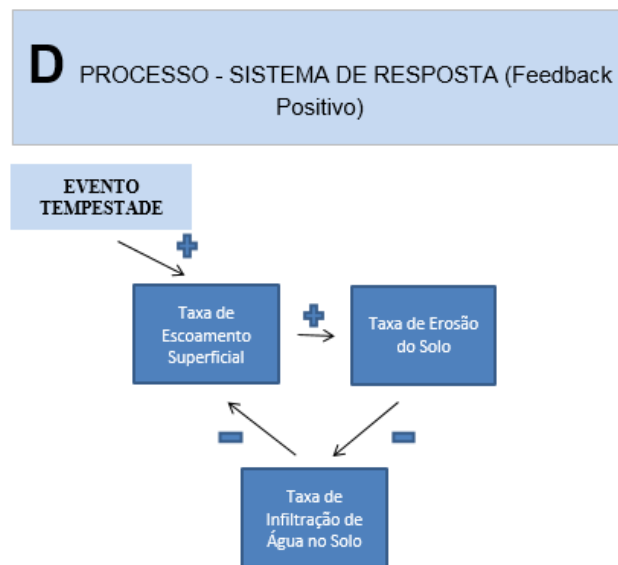 D PROCESSO - SISTEMA DE RESPOSTA (Feedback
Positivo)
EVENTO
TEMPESTADE
Taxa de
Escoamento
Superficial
Taxa de Erosão
do Solo
Taxa de
Infiltração de
Água no Solo